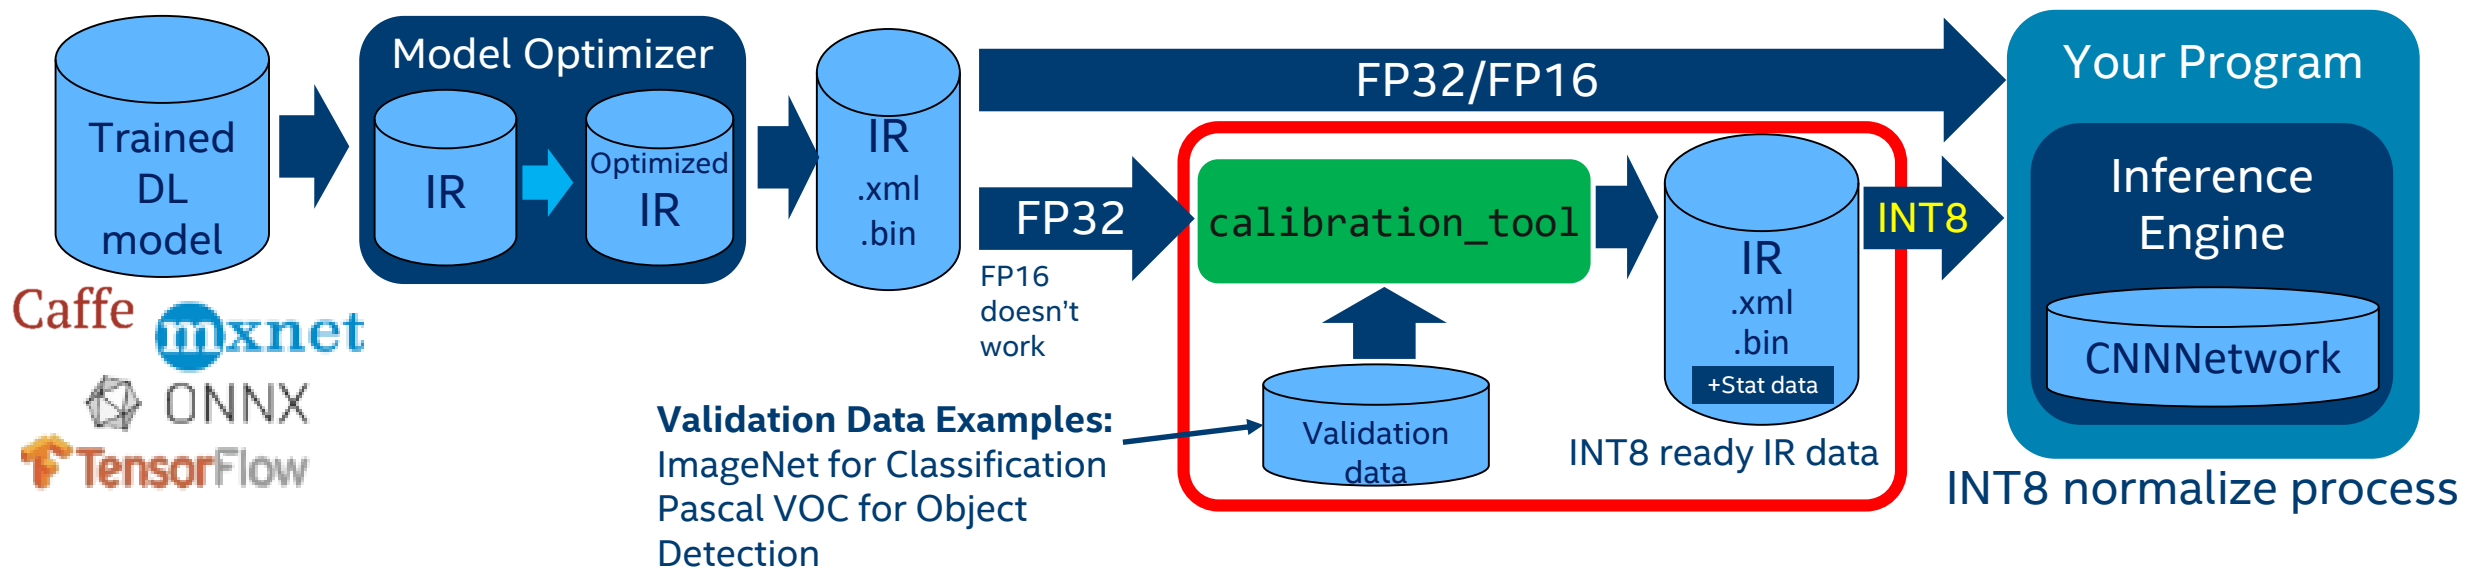 Trained
DL
model
Caffe
mxnet
ONNX
TensorFlow
Model Optimizer
IR
Optimized
IR
IR
.xml
.bin
FP32/FP16
FP32
FP16
doesn’t
work
calibration_tool
Validation
data
Validation Data Examples:
ImageNet for Classification
Pascal VOC for Object
Detection
IR
.xml
.bin
+Stat data
INT8 ready IR data
INT8
Your Program
Inference
Engine
CNNNetwork
INT8 normalize process